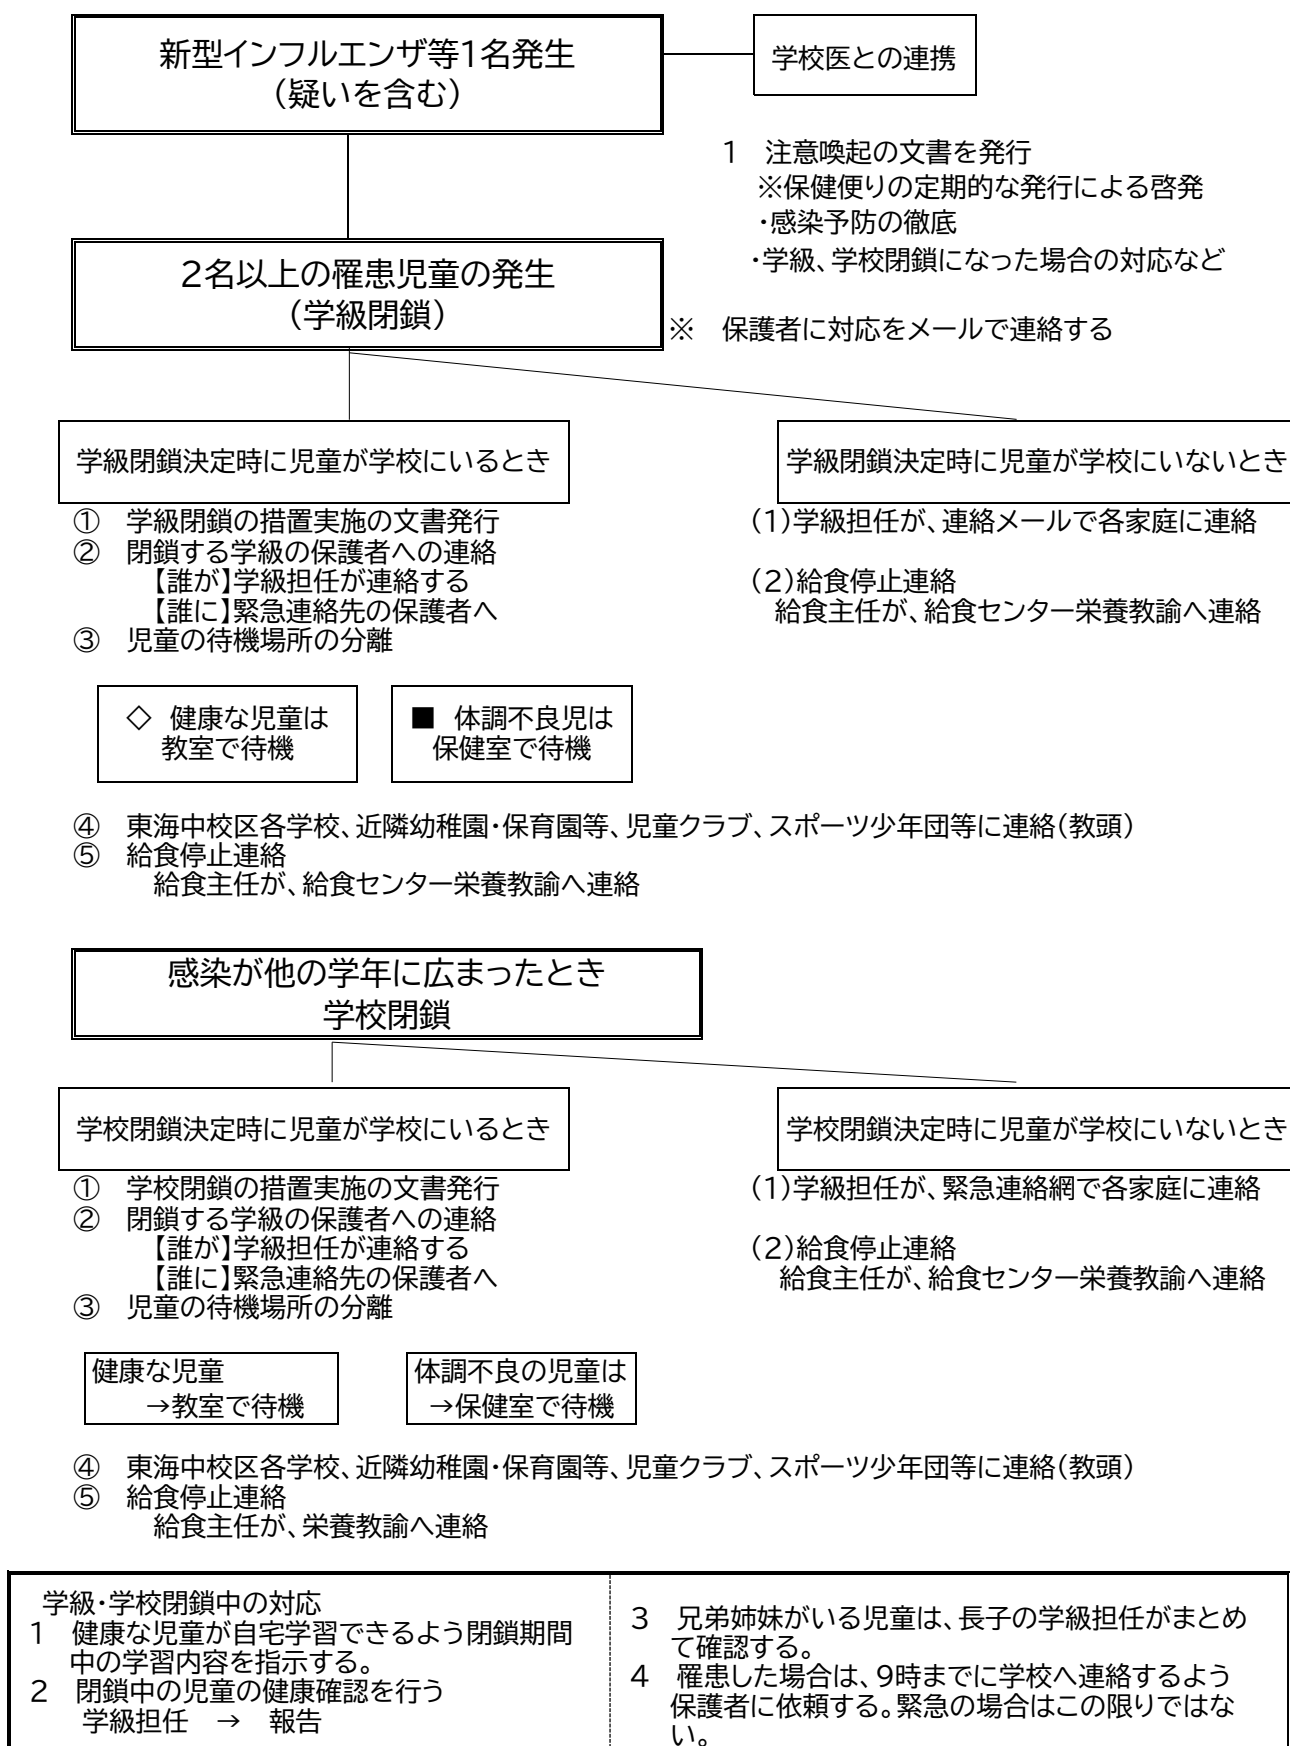 新型インフルエンザ等1名発生
(疑いを含む)
学校医との連携
1 注意喚起の文書を発行
※保健便りの定期的な発行による啓発
・感染予防の徹底
・学級、学校閉鎖になった場合の対応など
2名以上の罹患児童の発生
(学級閉鎖)
※ 保護者に対応をメールで連絡する
学級閉鎖決定時に児童が学校にいるとき
① 学級閉鎖の措置実施の文書発行
② 閉鎖する学級の保護者への連絡
【誰が】学級担任が連絡する
【誰に】緊急連絡先の保護者へ
③ 児童の待機場所の分離
学級閉鎖決定時に児童が学校にいないとき
(1)学級担任が、連絡メールで各家庭に連絡
(2)給食停止連絡
給食主任が、給食センター栄養教諭へ連絡
◇ 健康な児童は
教室で待機
■ 体調不良児は
保健室で待機
④ 東海中校区各学校、近隣幼稚園・保育園等、児童クラブ、スポーツ少年団等に連絡(教頭)
⑤ 給食停止連絡
給食主任が、給食センター栄養教諭へ連絡
感染が他の学年に広まったとき
学校閉鎖
学校閉鎖決定時に児童が学校にいるとき
① 学校閉鎖の措置実施の文書発行
② 閉鎖する学級の保護者への連絡
【誰が】学級担任が連絡する
【誰に】緊急連絡先の保護者へ
③ 児童の待機場所の分離
学校閉鎖決定時に児童が学校にいないとき
(1)学級担任が、緊急連絡網で各家庭に連絡
(2)給食停止連絡
給食主任が、給食センター栄養教諭へ連絡
健康な児童
→教室で待機
体調不良の児童は
→保健室で待機
④ 東海中校区各学校、近隣幼稚園・保育園等、児童クラブ、スポーツ少年団等に連絡(教頭)
⑤ 給食停止連絡
給食主任が、栄養教諭へ連絡
学級・学校閉鎖中の対応
1 健康な児童が自宅学習できるよう閉鎖期間
中の学習内容を指示する。
2 閉鎖中の児童の健康確認を行う
学級担任 → 報告
3 兄弟姉妹がいる児童は、長子の学級担任がまとめ
て確認する。
4 罹患した場合は、9時までに学校へ連絡するよう
保護者に依頼する。緊急の場合はこの限りではな
い。